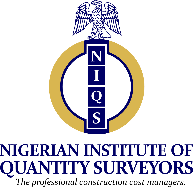 N
I
Q
S
NIGERIAN INSTITUTE OF
QUANTITY SURVEYORS
The professional construction cost managers.